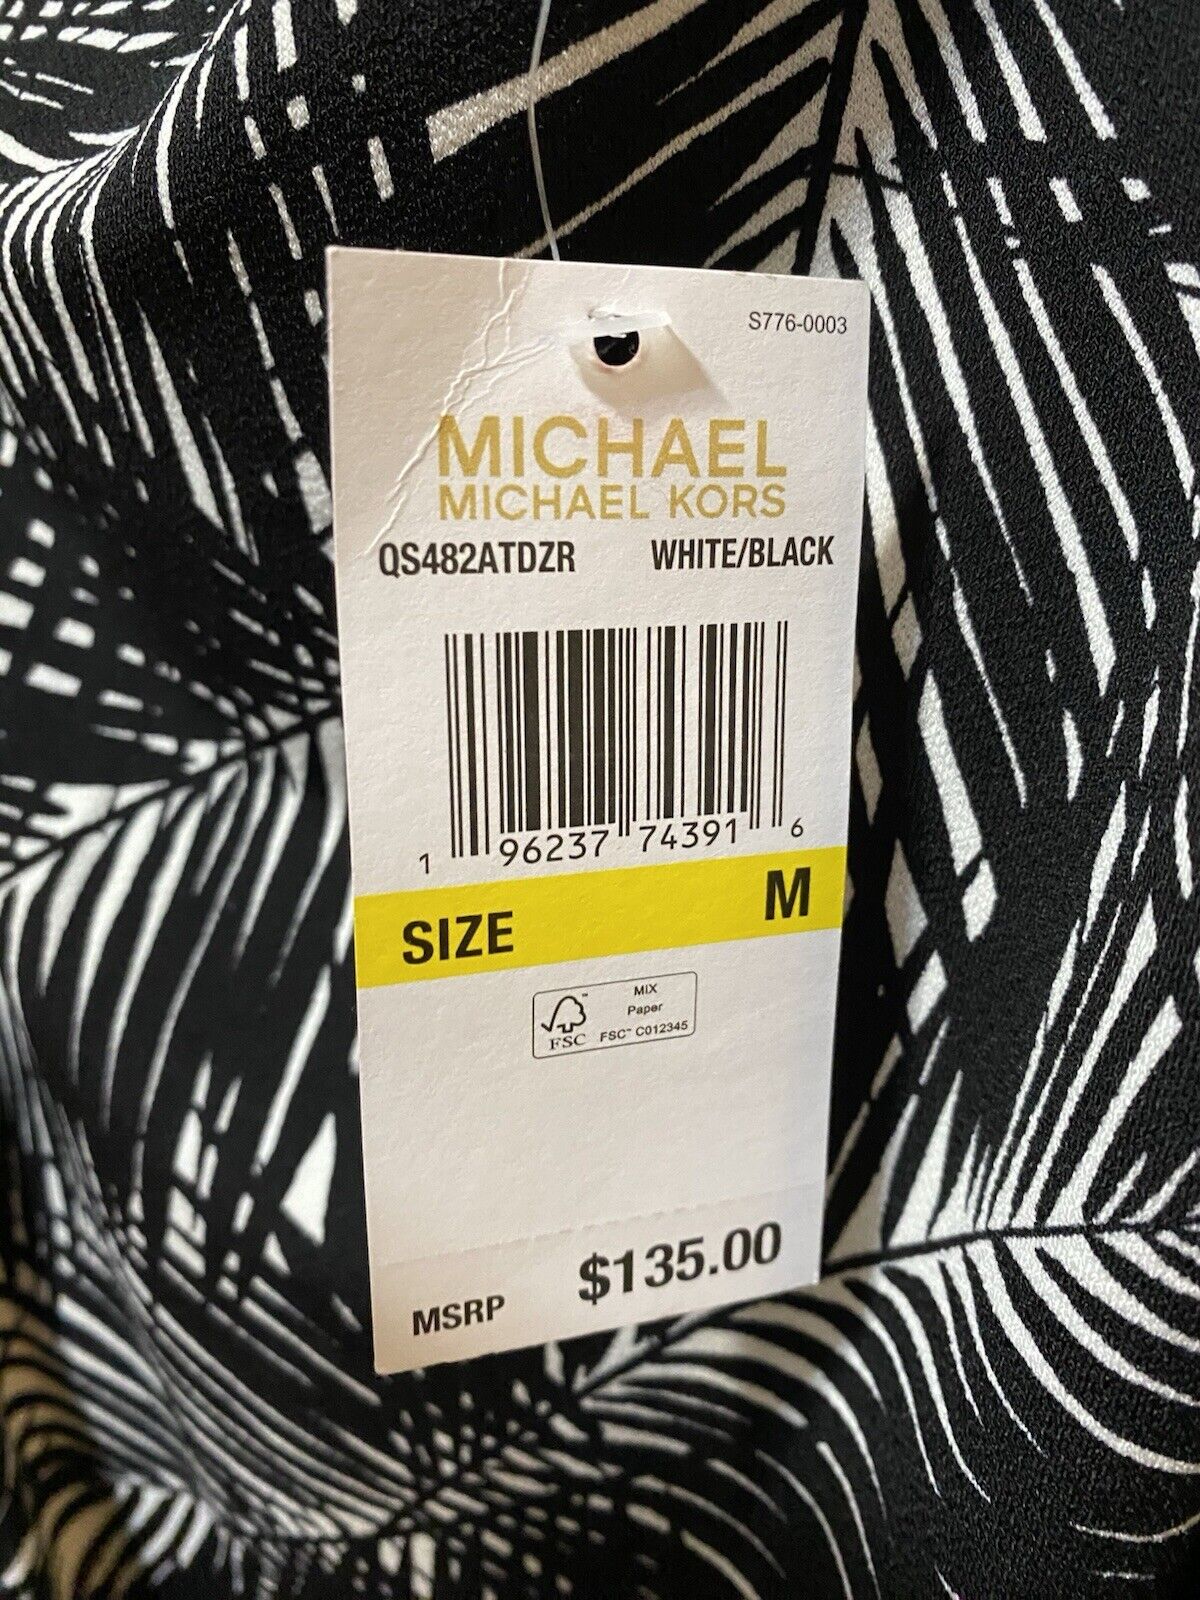 S776-0003
MICHAEL
MICHAEL KORS
QS482ATDZR WHITE/BLACK
1 96237 74391 6
SIZE M
MIX
Paper
FSC™ C012345
FSC
MSRP $135.00